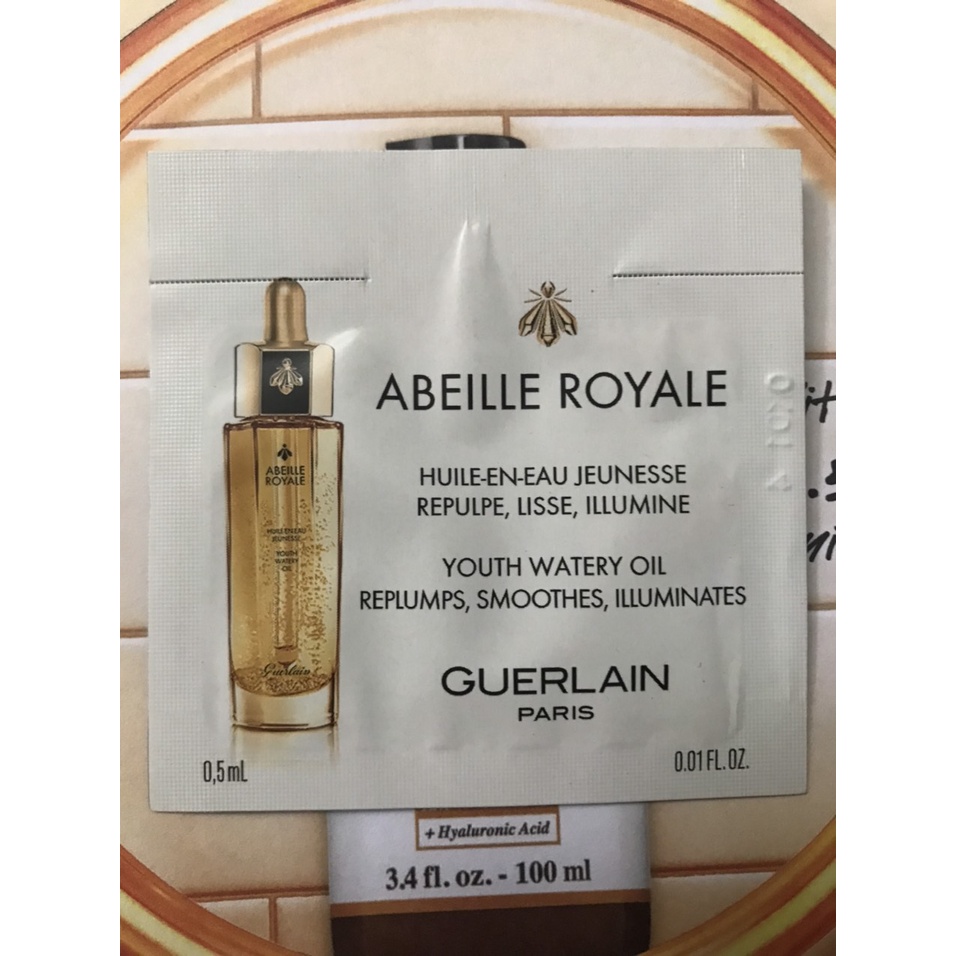 ABEILLE ROYALE
HUILE-EN-EAU JEUNESSE
REPULPE, LISSE, ILLUMINE
YOUTH WATERY OIL
REPLUMPS, SMOOTHES, ILLUMINATES
GUERLAIN
PARIS
0,5 mL
0.01 FL. OZ.
ABEILLE
ROYALE
HUILE-EN-EAU
JEUNESSE
YOUTH
WATERY
OIL
Guerlain
+ Hyaluronic Acid
3.4 fl. oz. - 100 ml